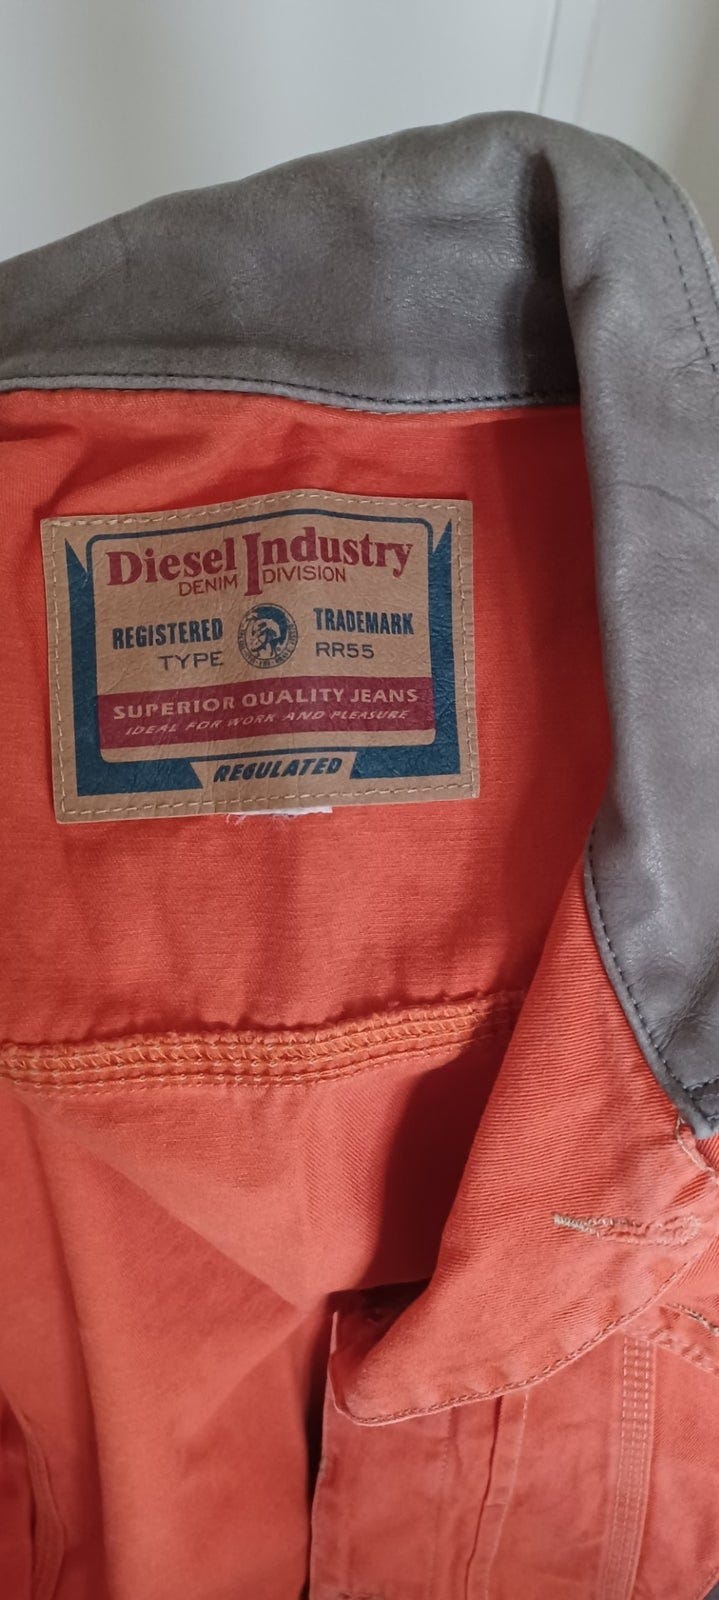 Diesel Industry
DENIM DIVISION
REGISTERED TRADEMARK
TYPE RR55
SUPERIOR QUALITY JEANS
IDEAL FOR WORK AND PLEASURE
REGULATED